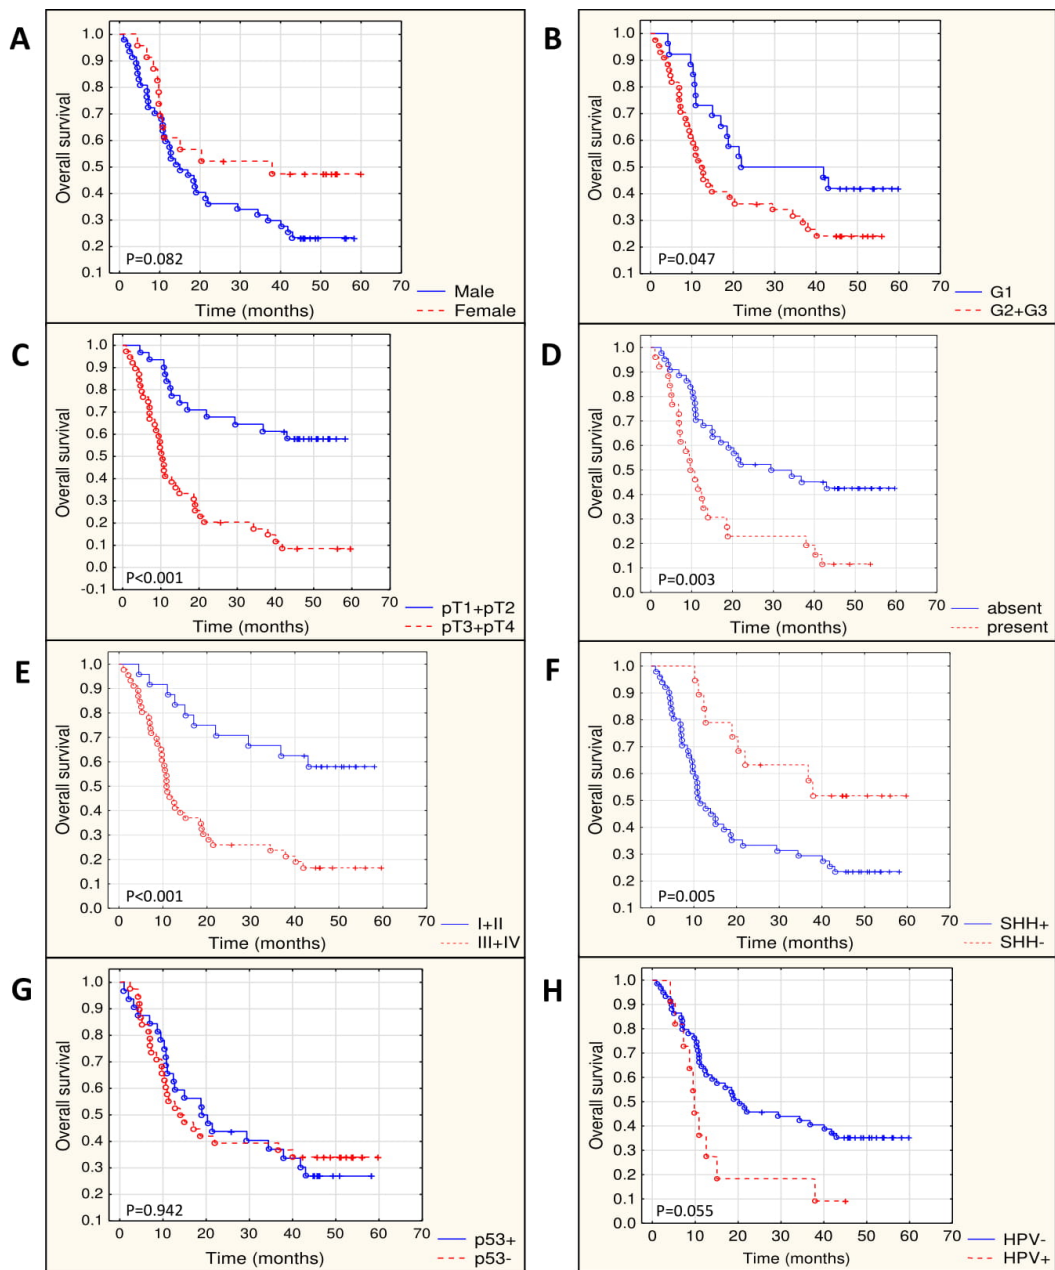 A
Overall survival
1.0
0.9
0.8
0.7
0.6
0.5
0.4
0.3
0.2
0.1
P=0.082
0 10 20 30 40 50 60 70
Time (months)
Male
Female
B
Overall survival
1.0
0.9
0.8
0.7
0.6
0.5
0.4
0.3
0.2
0.1
P=0.047
0 10 20 30 40 50 60 70
Time (months)
G1
G2+G3
C
Overall survival
1.0
0.9
0.8
0.7
0.6
0.5
0.4
0.3
0.2
0.1
0.0
-0.1
P<0.001
0 10 20 30 40 50 60 70
Time (months)
pT1+pT2
pT3+pT4
D
Overall survival
1.0
0.9
0.8
0.7
0.6
0.5
0.4
0.3
0.2
0.1
0.0
P=0.003
0 10 20 30 40 50 60 70
Time (months)
absent
present
E
Overall survival
1.0
0.9
0.8
0.7
0.6
0.5
0.4
0.3
0.2
0.1
0.0
P<0.001
0 10 20 30 40 50 60 70
Time (months)
I+II
III+IV
F
Overall survival
1.0
0.9
0.8
0.7
0.6
0.5
0.4
0.3
0.2
0.1
P=0.005
0 10 20 30 40 50 60 70
Time (months)
SHH+
SHH-
G
Overall survival
1.0
0.9
0.8
0.7
0.6
0.5
0.4
0.3
0.2
0.1
P=0.942
0 10 20 30 40 50 60 70
Time (months)
p53+
p53-
H
Overall survival
1.0
0.9
0.8
0.7
0.6
0.5
0.4
0.3
0.2
0.1
0.0
P=0.055
0 10 20 30 40 50 60 70
Time (months)
HPV-
HPV+